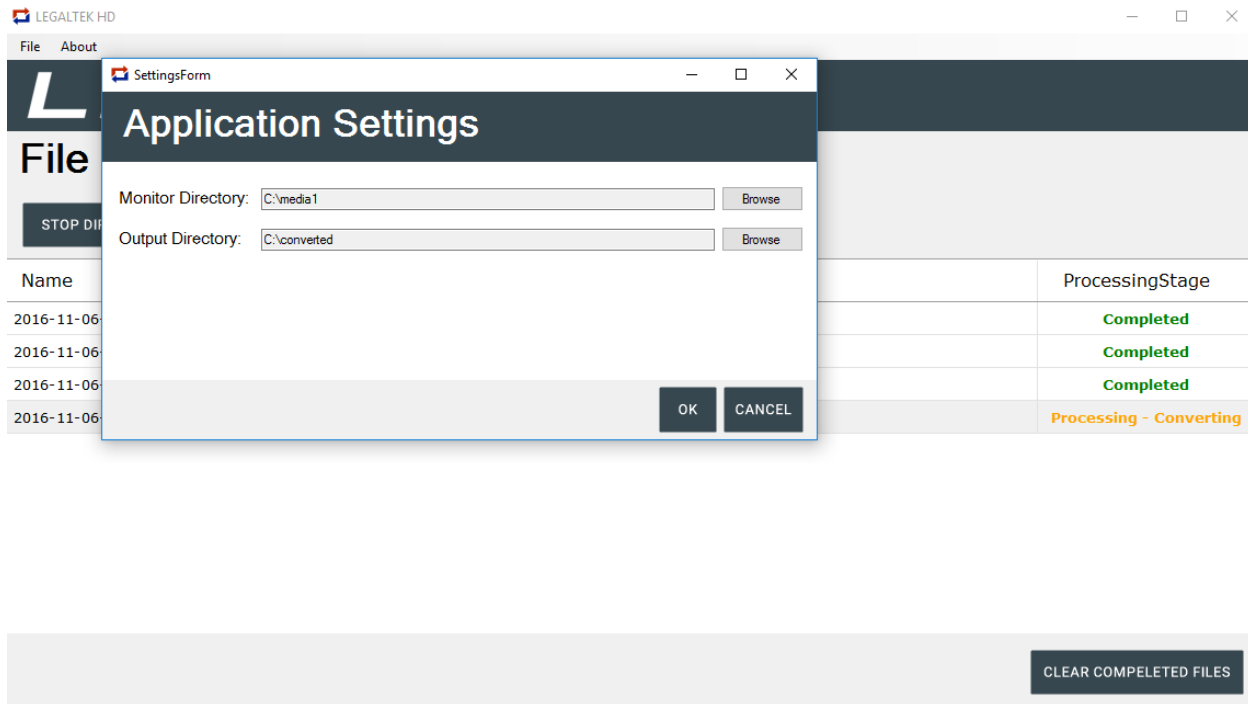 LEGALTEK HD
File About
SettingsForm
L
Application Settings
File
Monitor Directory: C:\media1 Browse
STOP DIR
Output Directory: C:\converted Browse
Name ProcessingStage
2016-11-06- Completed
2016-11-06- Completed
2016-11-06- Completed
OK CANCEL
2016-11-06- Processing - Converting
CLEAR COMPELETED FILES